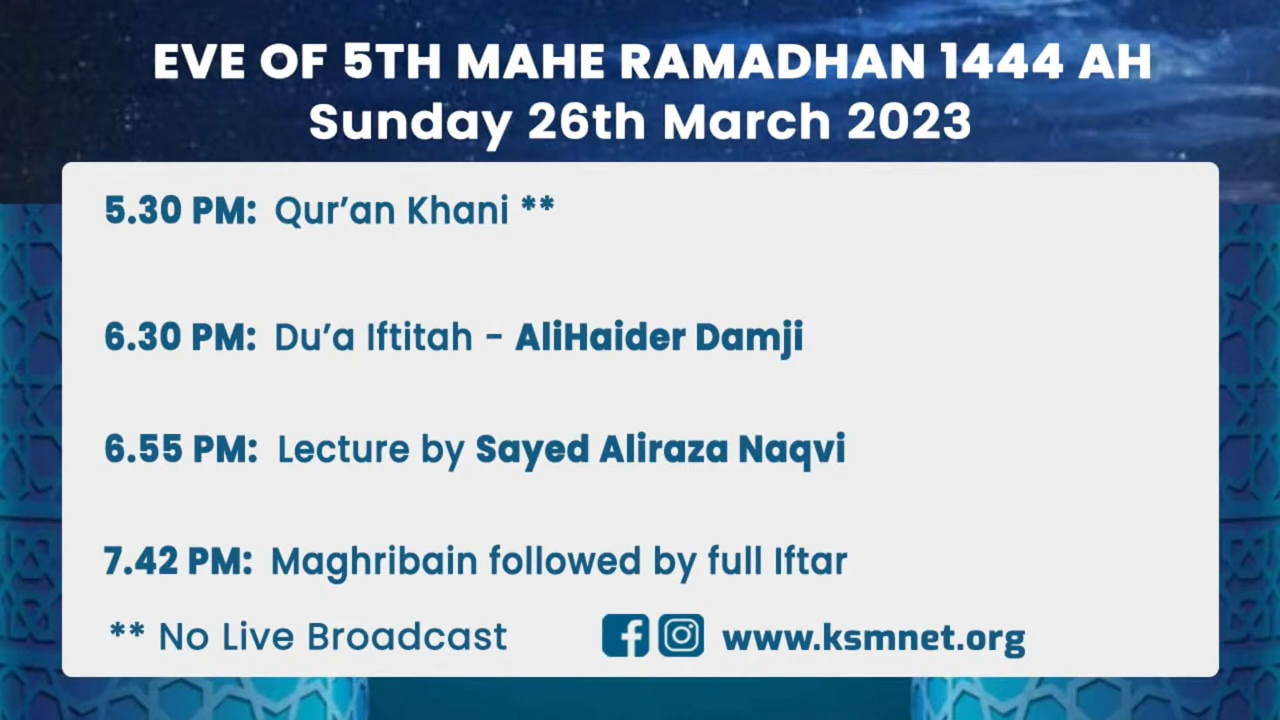 EVE OF 5TH MAHE RAMADHAN 1444 AH
Sunday 26th March 2023
5.30 PM: Qur’an Khani **
6.30 PM: Du’a Iftitah - AliHaider Damji
6.55 PM: Lecture by Sayed Aliraza Naqvi
7.42 PM: Maghribain followed by full Iftar
** No Live Broadcast www.ksmnet.org